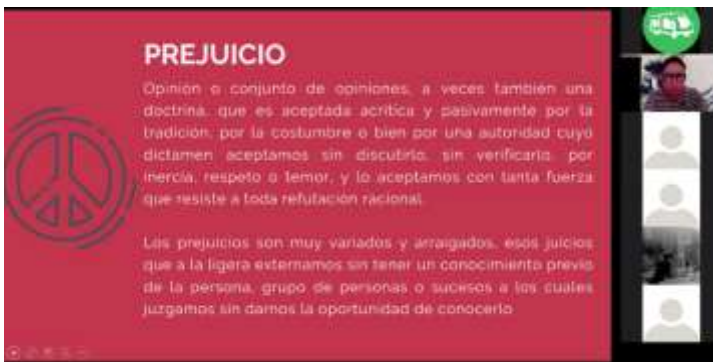 PREJUICIO
Opinión o conjunto de opiniones, a veces también una
doctrina, que es aceptada acrítica y pasivamente por la
tradición, por la costumbre o bien por una autoridad cuyo
dictamen aceptamos sin discutirlo, sin verificarlo, por
inercia, respeto o temor, y lo aceptamos con tanta fuerza
que resiste a toda refutación racional.
Los prejuicios son muy variados y arraigados, esos juicios
que a la ligera externamos sin tener un conocimiento previo
de la persona, grupo de personas o sucesos a los cuales
juzgamos sin darnos la oportunidad de conocerlo